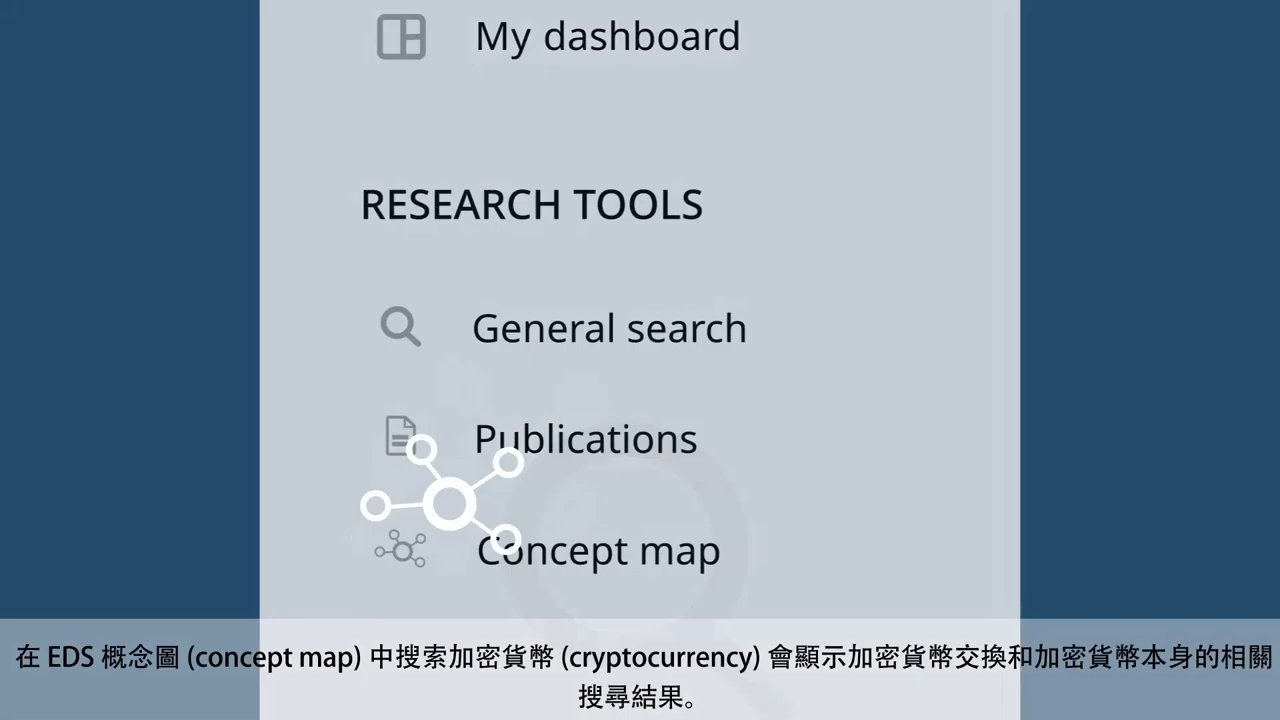 My dashboard
RESEARCH TOOLS
General search
Publications
Concept map
在 EDS 概念圖 (concept map) 中搜索加密貨幣 (cryptocurrency) 會顯示加密貨幣交換和加密貨幣本身的相關
搜尋結果。